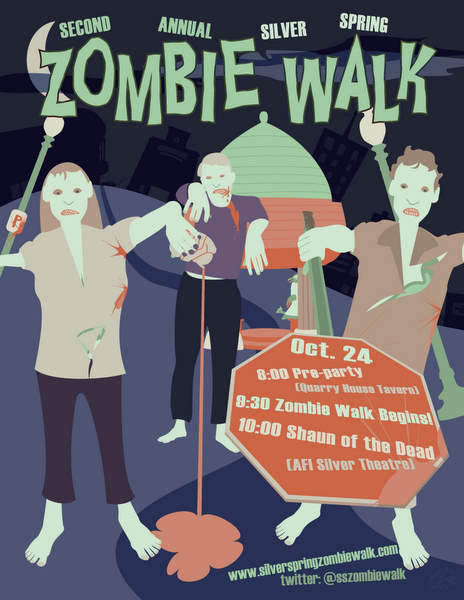 SECOND ANNUAL SILVER SPRING
ZOMBIE WALK
P
Oct. 24
8:00 Pre-party
(Quarry House Tavern)
9:30 Zombie Walk Begins!
10:00 Shaun of the Dead
(AFI Silver Theatre)
www.silverspringzombiewalk.com
twitter: @sszombiewalk